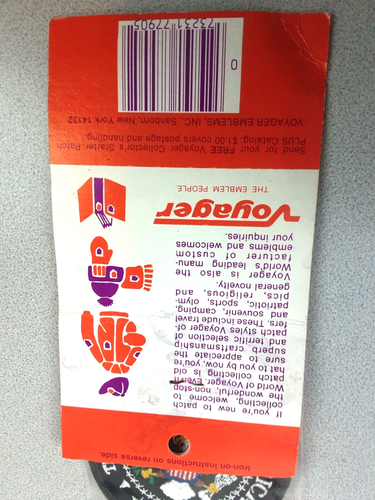 Iron-on instructions on reverse side.
If you're new to patch
collecting, welcome to
the wonderful, non-stop
World of Voyager. Even if
patch collecting is old
hat to you by now, you're
sure to appreciate the
superb craftsmanship
and terrific selection of
patch styles Voyager of-
fers. These include travel
and souvenir, camping,
patriotic, sports, olym-
pics, religious, and
general novelty.
Voyager is also the
World's leading manu-
facturer of custom
emblems and welcomes
your inquiries.
Voyager
THE EMBLEM PEOPLE.
Send for your FREE Voyager Collector's Starter Patch
PLUS Catalog. $1.00 covers postage and handling.
VOYAGER EMBLEMS, INC., Sanborn, New York 14132
0
73231 77905